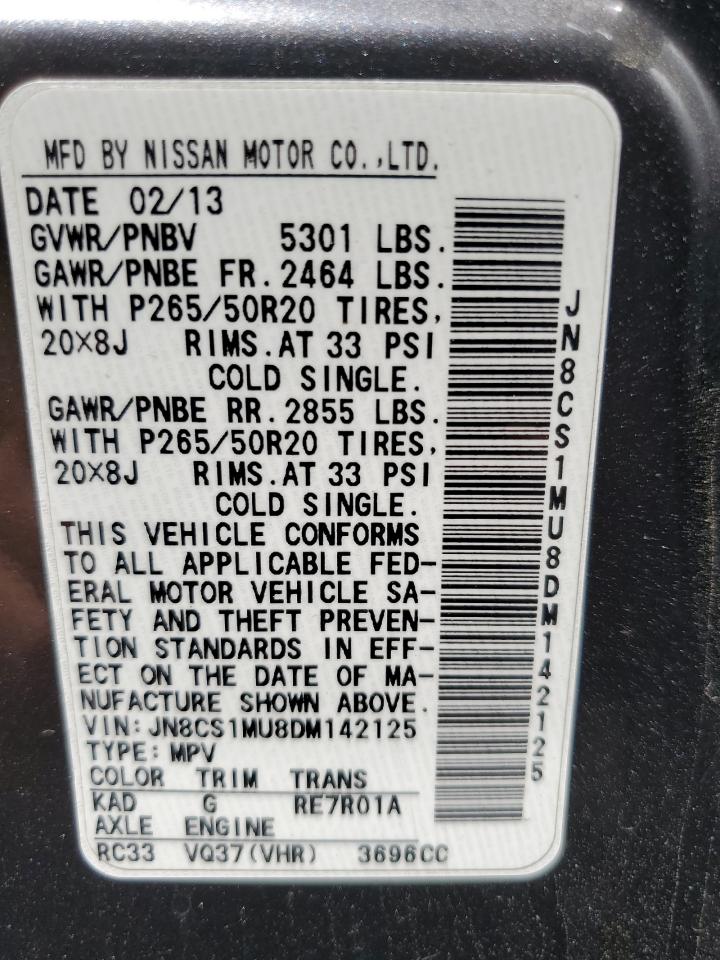 MFD BY NISSAN MOTOR CO.,LTD.
DATE 02/13
GVWR/PNBV 5301 LBS.
GAWR/PNBE FR. 2464 LBS.
WITH P265/50R20 TIRES,
20X8J RIMS. AT 33 PSI
COLD SINGLE.
GAWR/PNBE RR. 2855 LBS.
WITH P265/50R20 TIRES,
20X8J RIMS. AT 33 PSI
COLD SINGLE.
THIS VEHICLE CONFORMS
TO ALL APPLICABLE FED-
ERAL MOTOR VEHICLE SA-
FETY AND THEFT PREVEN-
TION STANDARDS IN EFF-
ECT ON THE DATE OF MA-
NUFACTURE SHOWN ABOVE.
VIN: JN8CS1MU8DM142125
TYPE: MPV
COLOR TRIM TRANS
KAD G RE7R01A
AXLE ENGINE
RC33 VQ37(VHR) 3696CC
JN8CS1MU8DM142125